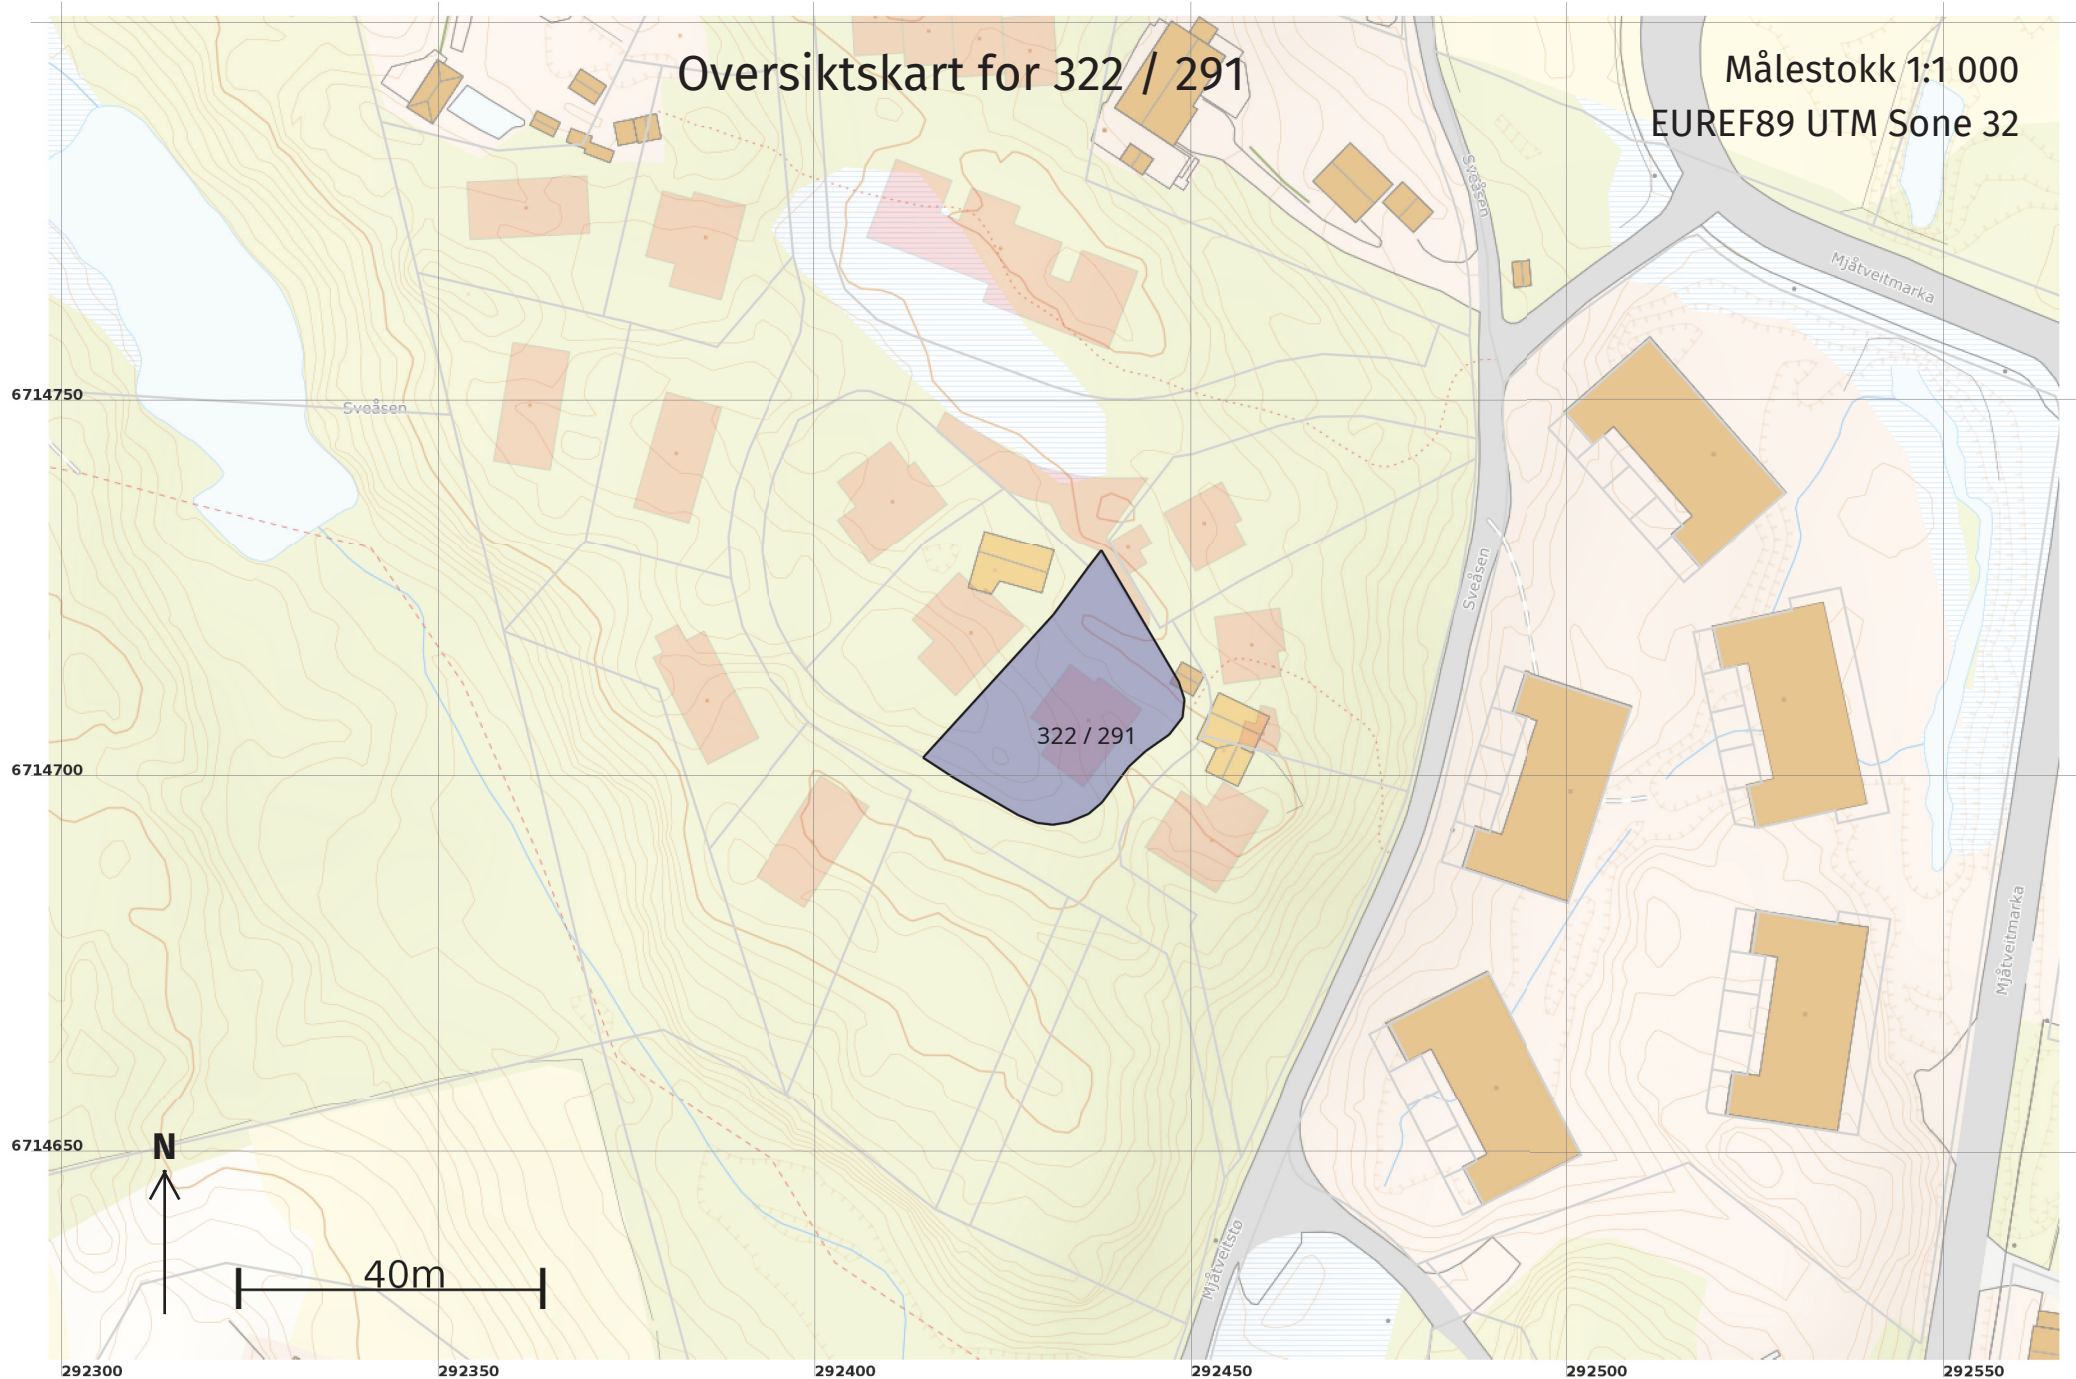 Oversiktskart for 322 / 291
Målestokk 1:1 000
EUREF89 UTM Sone 32
Sveåsen
Mjåtveitmarka
6714750
Sveåsen
Sveåsen
322 / 291
6714700
Mjåtveitmarka
6714650
N
40m
Mjåtveitstø
292300
292350
292400
292450
292500
292550